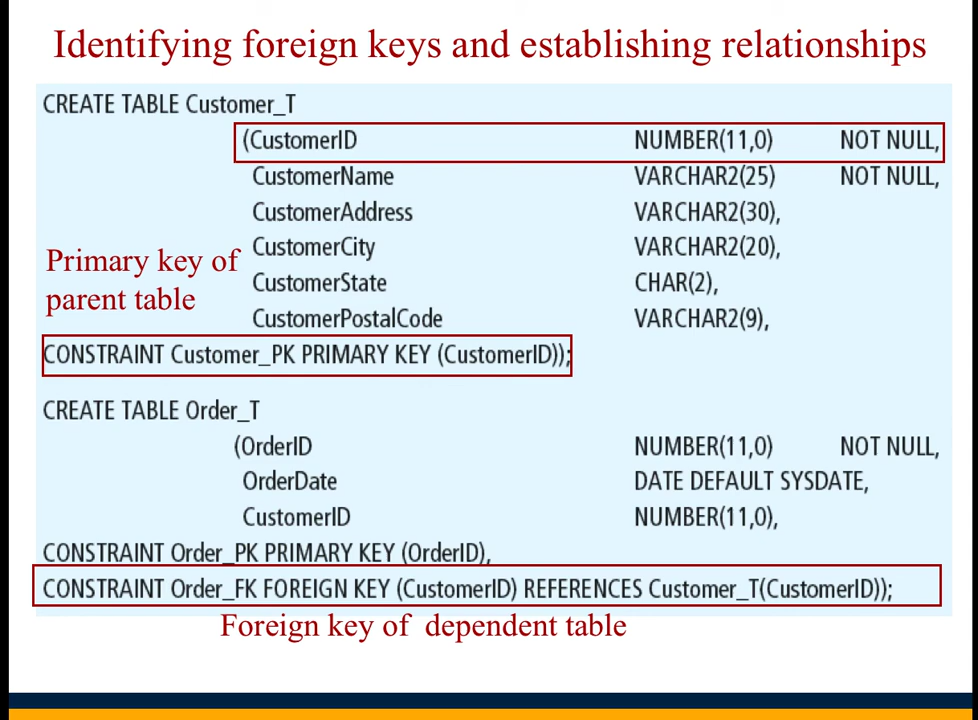 Identifying foreign keys and establishing relationships
CREATE TABLE Customer_T
(CustomerID NUMBER(11,0) NOT NULL,
CustomerName VARCHAR2(25) NOT NULL,
CustomerAddress VARCHAR2(30),
CustomerCity VARCHAR2(20),
CustomerState CHAR(2),
CustomerPostalCode VARCHAR2(9),
Primary key of
parent table
CONSTRAINT Customer_PK PRIMARY KEY (CustomerID));
CREATE TABLE Order_T
(OrderID NUMBER(11,0) NOT NULL,
OrderDate DATE DEFAULT SYSDATE,
CustomerID NUMBER(11,0),
CONSTRAINT Order_PK PRIMARY KEY (OrderID),
CONSTRAINT Order_FK FOREIGN KEY (CustomerID) REFERENCES Customer_T(CustomerID));
Foreign key of dependent table